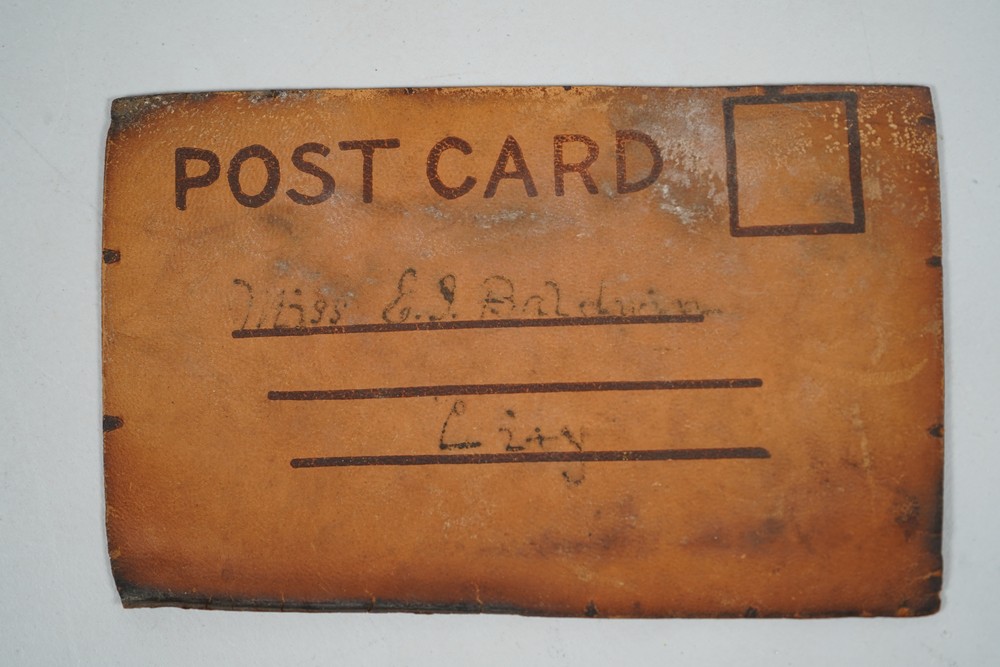 POST CARD
Miss E.J. Baldwin
City